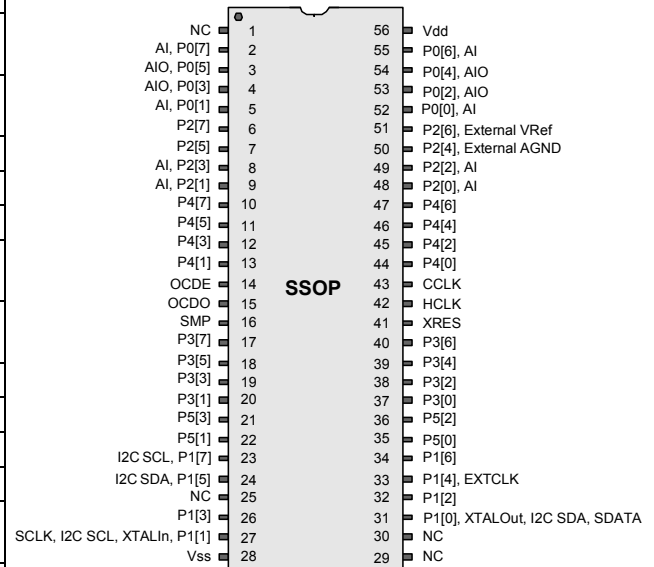 NC 1 56 Vdd
AI, P0[7] 2 55 P0[6], AI
AIO, P0[5] 3 54 P0[4], AIO
AIO, P0[3] 4 53 P0[2], AIO
AI, P0[1] 5 52 P0[0], AI
P2[7] 6 51 P2[6], External VRef
P2[5] 7 50 P2[4], External AGND
AI, P2[3] 8 49 P2[2], AI
AI, P2[1] 9 48 P2[0], AI
P4[7] 10 47 P4[6]
P4[5] 11 46 P4[4]
P4[3] 12 45 P4[2]
P4[1] 13 44 P4[0]
OCDE 14 SSOP 43 CCLK
OCDO 15 42 HCLK
SMP 16 41 XRES
P3[7] 17 40 P3[6]
P3[5] 18 39 P3[4]
P3[3] 19 38 P3[2]
P3[1] 20 37 P3[0]
P5[3] 21 36 P5[2]
P5[1] 22 35 P5[0]
I2C SCL, P1[7] 23 34 P1[6]
I2C SDA, P1[5] 24 33 P1[4], EXTCLK
NC 25 32 P1[2]
P1[3] 26 31 P1[0], XTALOut, I2C SDA, SDATA
SCLK, I2C SCL, XTALIn, P1[1] 27 30 NC
Vss 28 29 NC